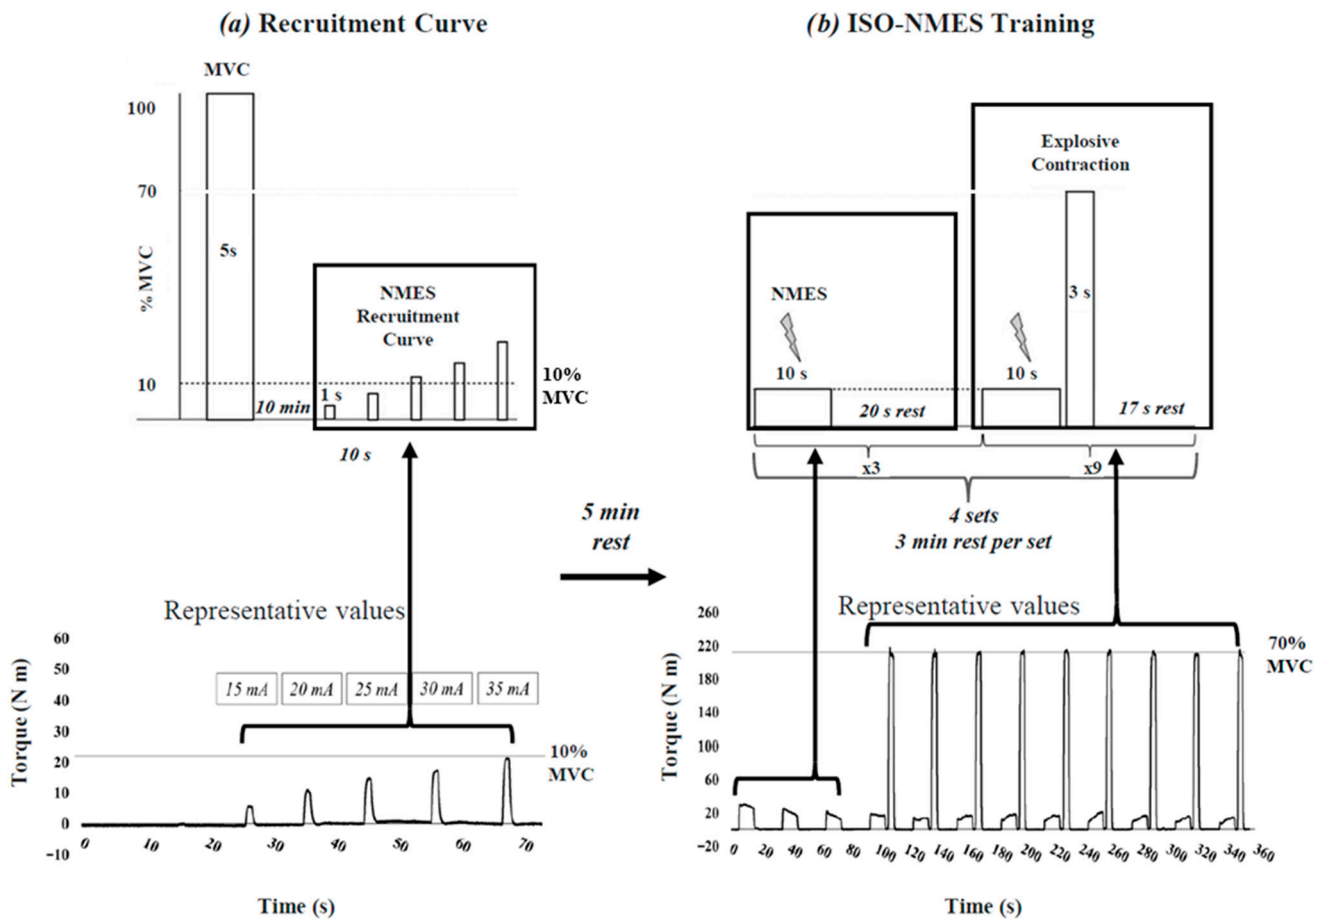 (a) Recruitment Curve
MVC
100
70
% MVC
5s
NMES
Recruitment
Curve
10
1 s
10%
MVC
10 min
10 s
(b) ISO-NMES Training
Explosive
Contraction
NMES
3 s
10 s
10 s
20 s rest
17 s rest
x3
x9
4 sets
3 min rest per set
5 min
rest
Representative values
60
50
40
30
20
10
0
−10
Torque (N m)
15 mA
20 mA
25 mA
30 mA
35 mA
10%
MVC
0
10
20
30
40
50
60
70
Time (s)
Representative values
260
220
180
140
100
60
20
−20
Torque (N m)
70%
MVC
0
20
40
60
80
100
120
140
160
180
200
220
240
260
280
300
320
340
360
Time (s)